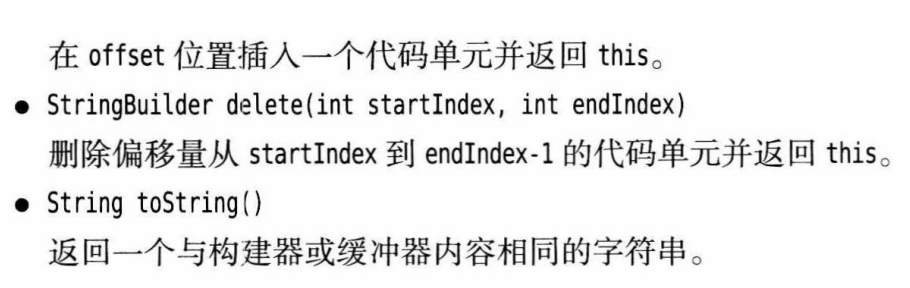 在 offset 位置插入一个代码单元并返回 this。
● StringBuilder delete(int startIndex, int endIndex)
删除偏移量从 startIndex 到 endIndex-1 的代码单元并返回 this。
● String toString()
返回一个与构建器或缓冲器内容相同的字符串。